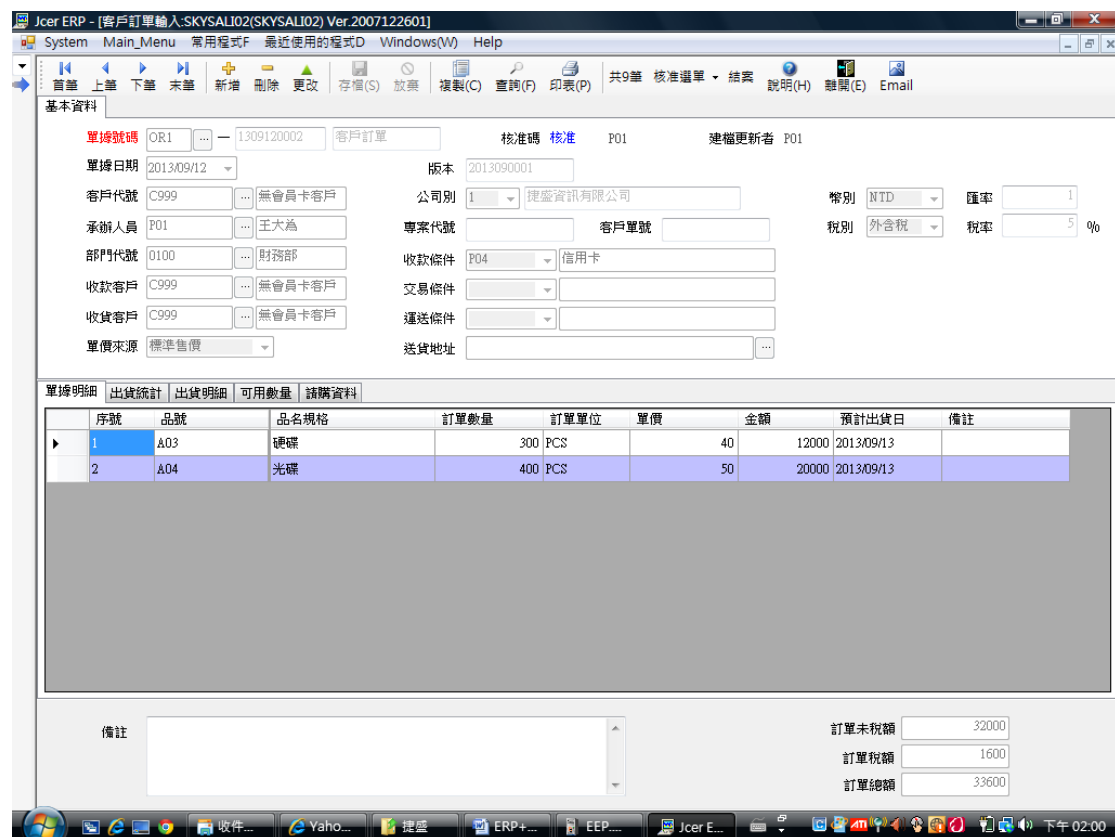 Jcer ERP - [客戶訂單輸入:SKYSALI02(SKYSALI02) Ver.2007122601]
System Main_Menu 常用程式F 最近使用的程式D Windows(W) Help
首筆 上筆 下筆 末筆 新增 刪除 更改 存檔(S) 放棄 複製(C) 查詢(F) 印表(P) 共9筆 核准選單 結案 說明(H) 離開(E) Email
基本資料
單據號碼 OR1 ... — 1309120002 客戶訂單 核准碼 核准 P01 建檔更新者 P01
單據日期 2013/09/12 版本 2013090001
客戶代號 C999 ... 無會員卡客戶 公司別 1 捷盛資訊有限公司 幣別 NTD 匯率 1
承辦人員 P01 ... 王大為 專案代號 客戶單號 稅別 外含稅 稅率 5 %
部門代號 0100 ... 財務部 收款條件 P04 信用卡
收款客戶 C999 ... 無會員卡客戶 交易條件
收貨客戶 C999 ... 無會員卡客戶 運送條件
單價來源 標準售價 送貨地址 ...
單據明細 出貨統計 出貨明細 可用數量 請購資料
序號 品號 品名規格 訂單數量 訂單單位 單價 金額 預計出貨日 備註
1 A03 硬碟 300 PCS 40 12000 2013/09/13
2 A04 光碟 400 PCS 50 20000 2013/09/13
備註 訂單未稅額 32000
訂單稅額 1600
訂單總額 33600
收件... Yaho... 捷盛 ERP+... EEP.... Jcer E... 下午 02:00